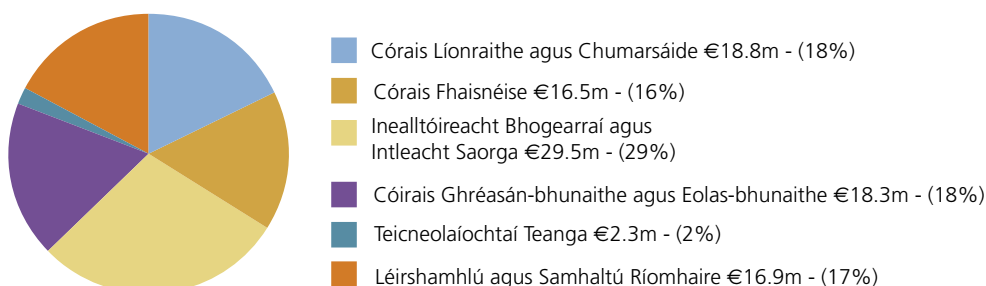 Córais Líonraithe agus Chumarsáide €18.8m - (18%)
Córais Fhaisnéise €16.5m - (16%)
Inealltóireacht Bhogearraí agus
Intleacht Saorga €29.5m - (29%)
Cóirais Ghréasán-bhunaithe agus Eolas-bhunaithe €18.3m - (18%)
Teicneolaíochtaí Teanga €2.3m - (2%)
Léirshamhlú agus Samhaltú Ríomhaire €16.9m - (17%)